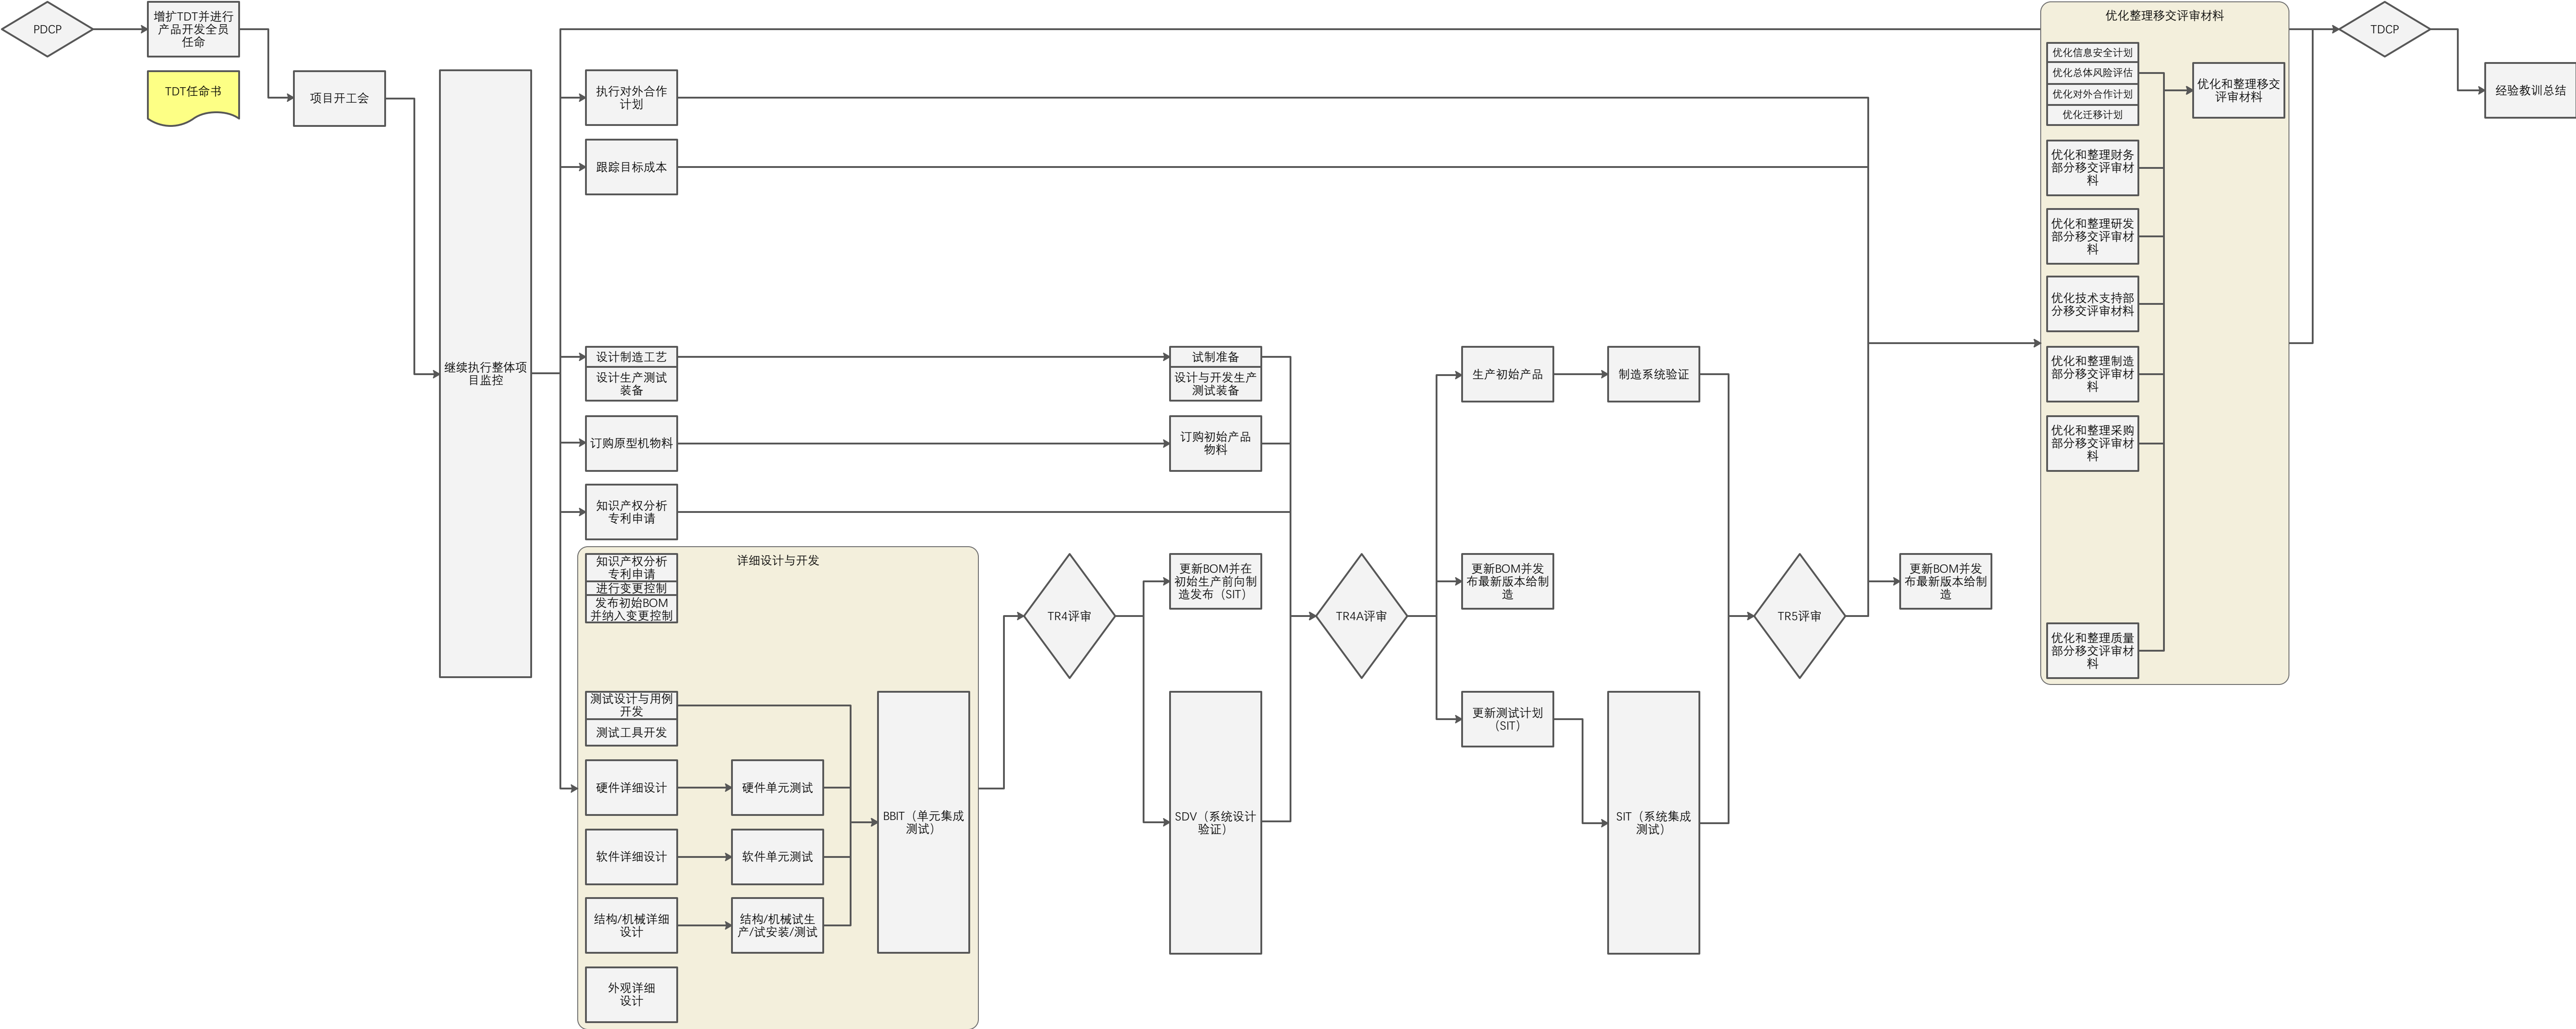 PDCP
增扩TDT并进行
产品开发全员
任命
TDT任命书
项目开工会
继续执行整体项
目监控
执行对外合作
计划
跟踪目标成本
设计制造工艺
设计生产测试
装备
订购原型机物料
知识产权分析
专利申请
详细设计与开发
知识产权分析
专利申请
进行变更控制
发布初始BOM
并纳入变更控制
测试设计与用例
开发
测试工具开发
硬件详细设计
硬件单元测试
软件详细设计
软件单元测试
结构/机械详细
设计
结构/机械试生
产/试安装/测试
外观详细
设计
BBIT（单元集成
测试）
TR4评审
试制准备
设计与开发生产
测试装备
订购初始产品
物料
更新BOM并在
初始生产前向制
造发布（SIT）
SDV（系统设计
验证）
TR4A评审
生产初始产品
制造系统验证
更新BOM并发
布最新版本给制
造
更新测试计划
（SIT）
SIT（系统集成
测试）
TR5评审
更新BOM并发
布最新版本给制
造
优化整理移交评审材料
优化信息安全计划
优化总体风险评估
优化对外合作计划
优化迁移计划
优化和整理移交
评审材料
优化和整理财务
部分移交评审材
料
优化和整理研发
部分移交评审材
料
优化技术支持部
分移交评审材料
优化和整理制造
部分移交评审材
料
优化和整理采购
部分移交评审材
料
优化和整理质量
部分移交评审材
料
TDCP
经验教训总结